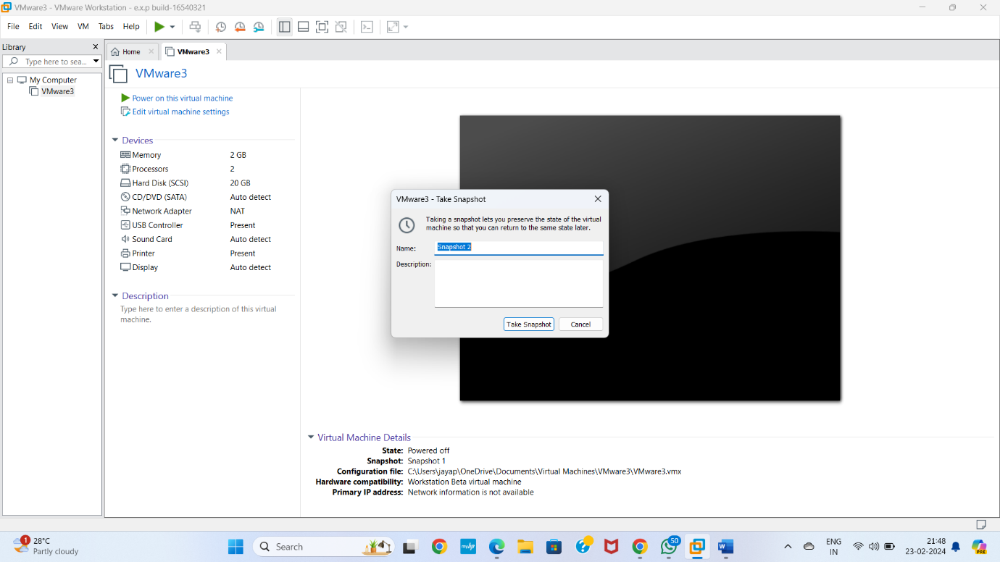 VMware3 - VMware Workstation - e.x.p build-16540321
File Edit View VM Tabs Help
Library
Type here to sea...
My Computer
VMware3
Home
VMware3
VMware3
Power on this virtual machine
Edit virtual machine settings
Devices
Memory 2 GB
Processors 2
Hard Disk (SCSI) 20 GB
CD/DVD (SATA) Auto detect
Network Adapter NAT
USB Controller Present
Sound Card Auto detect
Printer Present
Display Auto detect
Description
Type here to enter a description of this virtual
machine.
VMware3 - Take Snapshot
Taking a snapshot lets you preserve the state of the virtual
machine so that you can return to the same state later.
Name: Snapshot 2
Description:
Take Snapshot Cancel
Virtual Machine Details
State: Powered off
Snapshot: Snapshot 1
Configuration file: C:\Users\jayap\OneDrive\Documents\Virtual Machines\VMware3\VMware3.vmx
Hardware compatibility: Workstation Beta virtual machine
Primary IP address: Network information is not available
1
28°C
Partly cloudy
Search
myhp
50
ENG
IN
21:48
23-02-2024
PRE